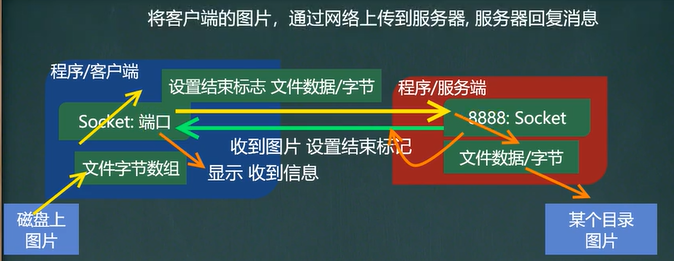 将客户端的图片，通过网络上传到服务器, 服务器回复消息
程序/客户端
设置结束标志 文件数据/字节
程序/服务端
Socket: 端口
8888: Socket
收到图片 设置结束标记
文件数据/字节
文件字节数组
显示 收到信息
磁盘上
图片
某个目录
图片